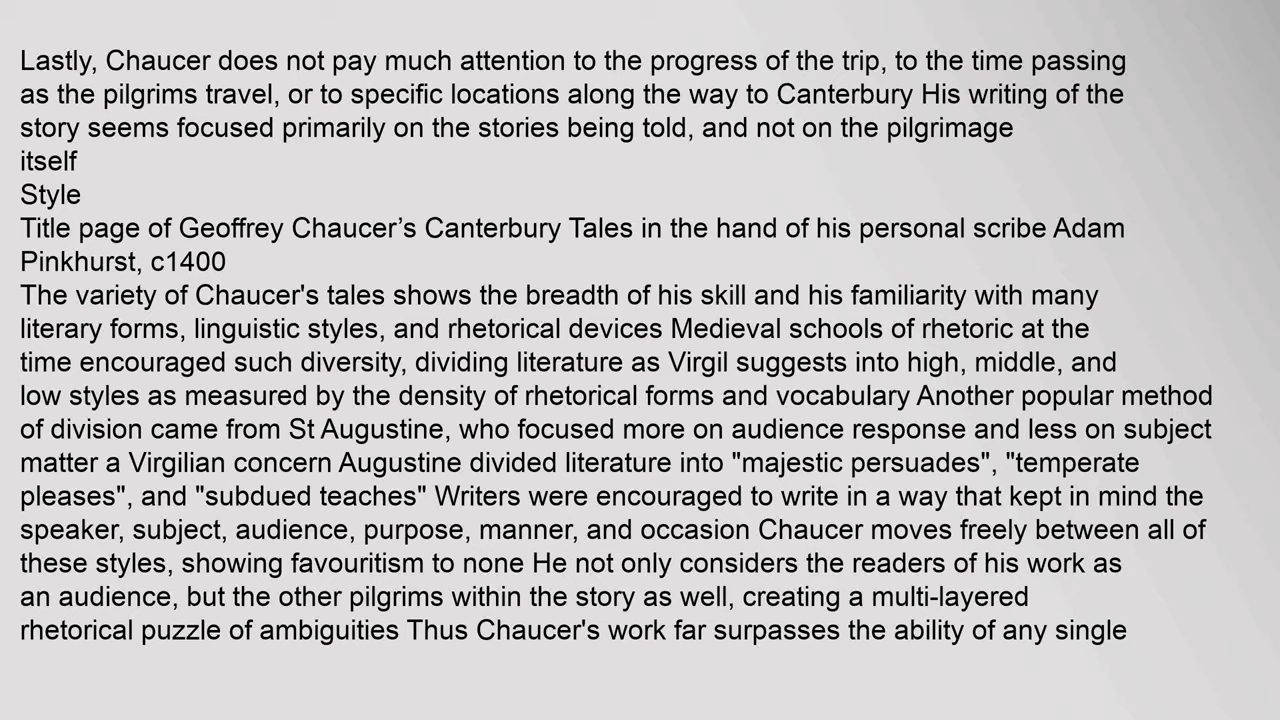 Lastly, Chaucer does not pay much attention to the progress of the trip, to the time passing
as the pilgrims travel, or to specific locations along the way to Canterbury His writing of the
story seems focused primarily on the stories being told, and not on the pilgrimage
itself
Style
Title page of Geoffrey Chaucer’s Canterbury Tales in the hand of his personal scribe Adam
Pinkhurst, c1400
The variety of Chaucer's tales shows the breadth of his skill and his familiarity with many
literary forms, linguistic styles, and rhetorical devices Medieval schools of rhetoric at the
time encouraged such diversity, dividing literature as Virgil suggests into high, middle, and
low styles as measured by the density of rhetorical forms and vocabulary Another popular method
of division came from St Augustine, who focused more on audience response and less on subject
matter a Virgilian concern Augustine divided literature into "majestic persuades", "temperate
pleases", and "subdued teaches" Writers were encouraged to write in a way that kept in mind the
speaker, subject, audience, purpose, manner, and occasion Chaucer moves freely between all of
these styles, showing favouritism to none He not only considers the readers of his work as
an audience, but the other pilgrims within the story as well, creating a multi-layered
rhetorical puzzle of ambiguities Thus Chaucer's work far surpasses the ability of any single